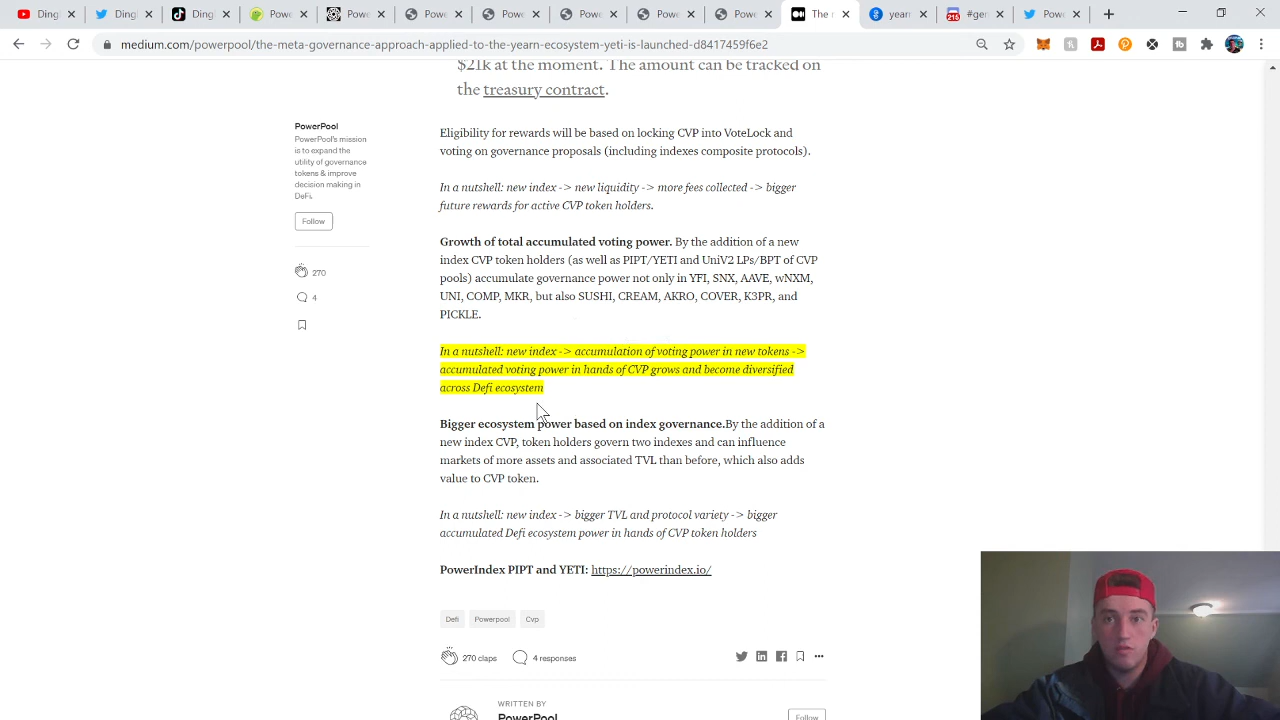 Ding
Ding
Ding
Powe
Powe
Powe
Powe
Powe
Powe
Powe
The r
yearn
#ger
Powe
215
medium.com/powerpool/the-meta-governance-approach-applied-to-the-yearn-ecosystem-yeti-is-launched-d8417459f6e2
$21k at the moment. The amount can be tracked on
the treasury contract.
PowerPool
PowerPool's mission
is to expand the
utility of governance
tokens & improve
decision making in
DeFi.
Follow
270
4
Eligibility for rewards will be based on locking CVP into VoteLock and
voting on governance proposals (including indexes composite protocols).
In a nutshell: new index -> new liquidity -> more fees collected -> bigger
future rewards for active CVP token holders.
Growth of total accumulated voting power. By the addition of a new
index CVP token holders (as well as PIPT/YETI and UniV2 LPs/BPT of CVP
pools) accumulate governance power not only in YFI, SNX, AAVE, wNXM,
UNI, COMP, MKR, but also SUSHI, CREAM, AKRO, COVER, K3PR, and
PICKLE.
In a nutshell: new index -> accumulation of voting power in new tokens ->
accumulated voting power in hands of CVP grows and become diversified
across Defi ecosystem
Bigger ecosystem power based on index governance.By the addition of a
new index CVP, token holders govern two indexes and can influence
markets of more assets and associated TVL than before, which also adds
value to CVP token.
In a nutshell: new index -> bigger TVL and protocol variety -> bigger
accumulated Defi ecosystem power in hands of CVP token holders
PowerIndex PIPT and YETI: https://powerindex.io/
Defi
Powerpool
Cvp
270 claps
4 responses
WRITTEN BY
PowerPool
Follow